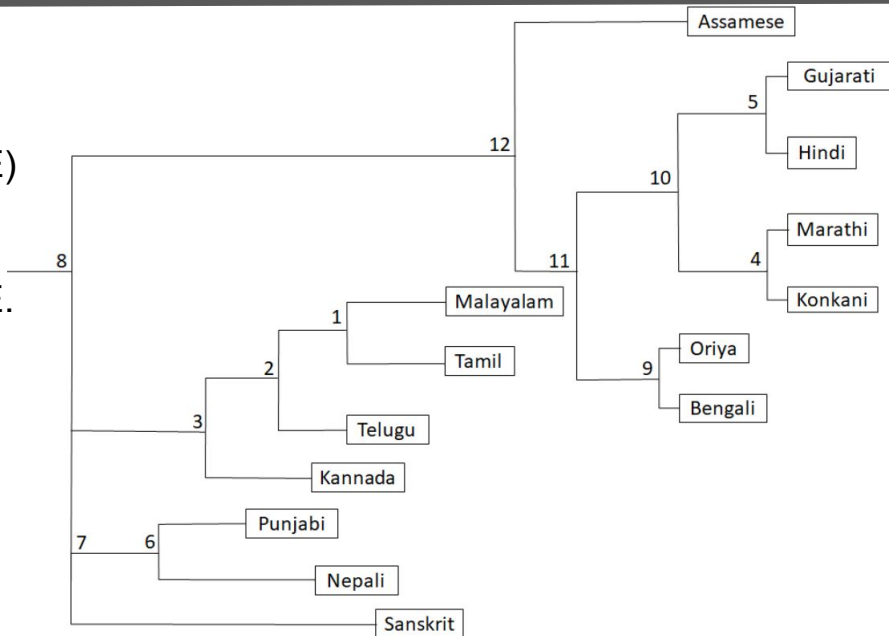 Assamese
Gujarati
5
12
Hindi
E)
10
Marathi
8
11
4
E.
Malayalam
Konkani
1
Oriya
Tamil
2
9
Bengali
3
Telugu
Kannada
Punjabi
7
6
Nepali
Sanskrit